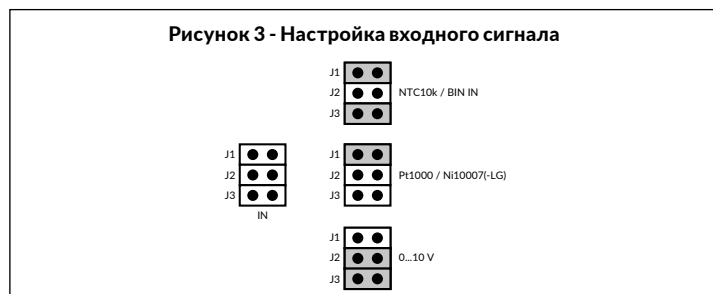 Рисунок 3 - Настройка входного сигнала
J1
J2 NTC10k / BIN IN
J3
J1
J2
J3
IN
J1
J2 Pt1000 / Ni10007(-LG)
J3
J1
J2 0...10 V
J3